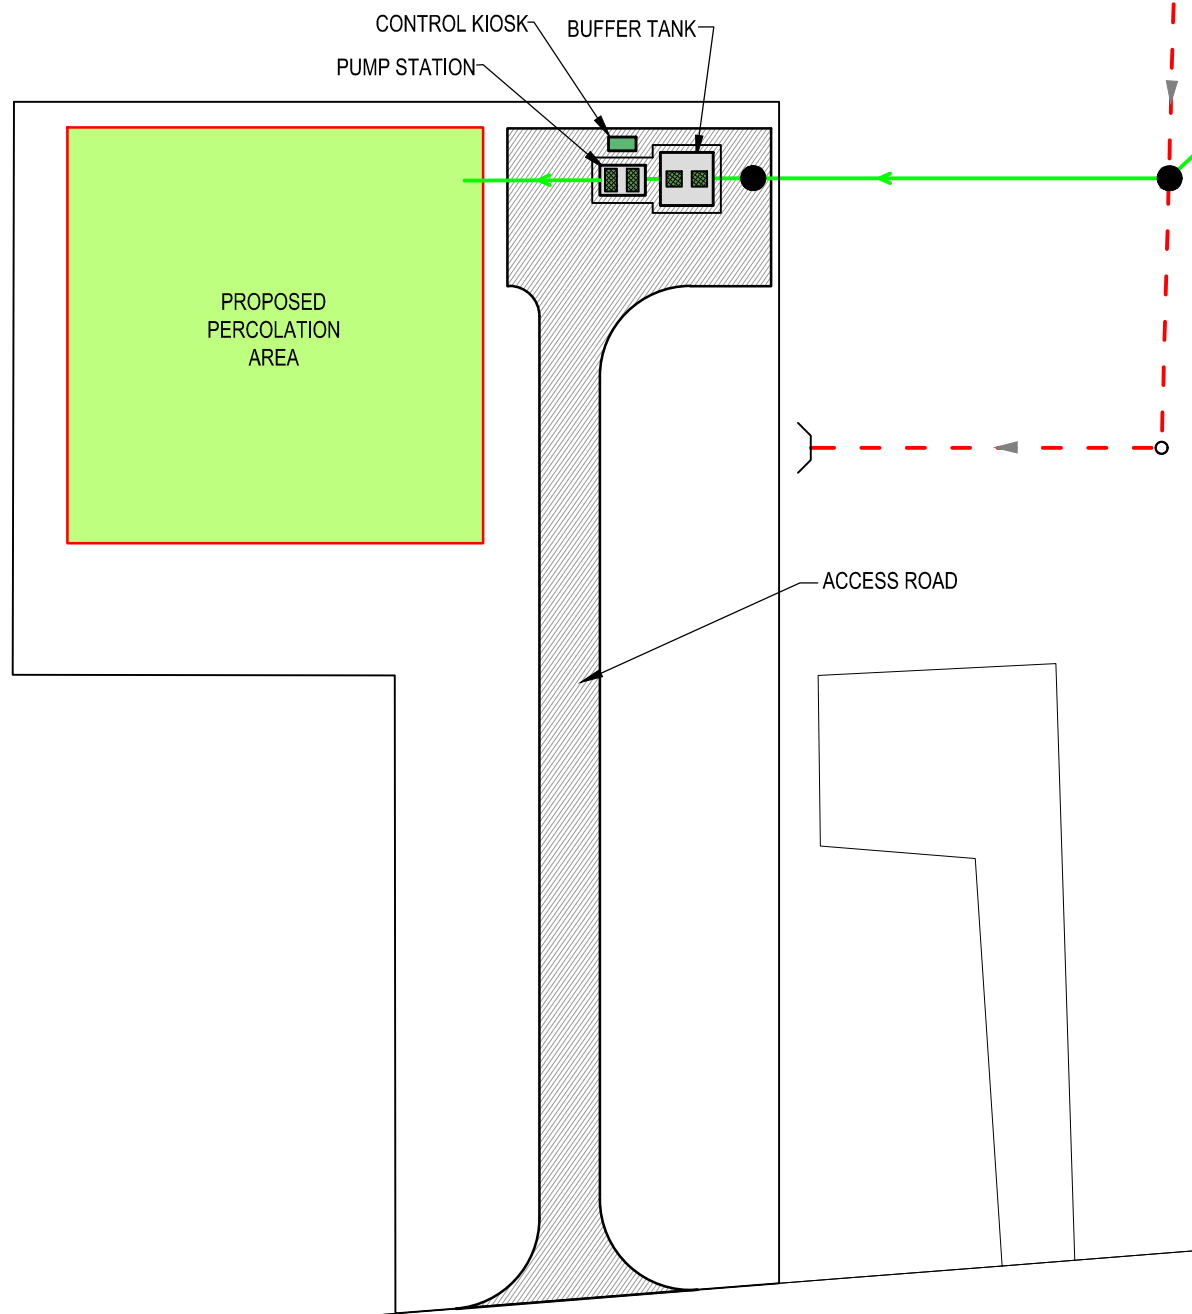 CONTROL KIOSK
BUFFER TANK
PUMP STATION
PROPOSED
PERCOLATION
AREA
ACCESS ROAD